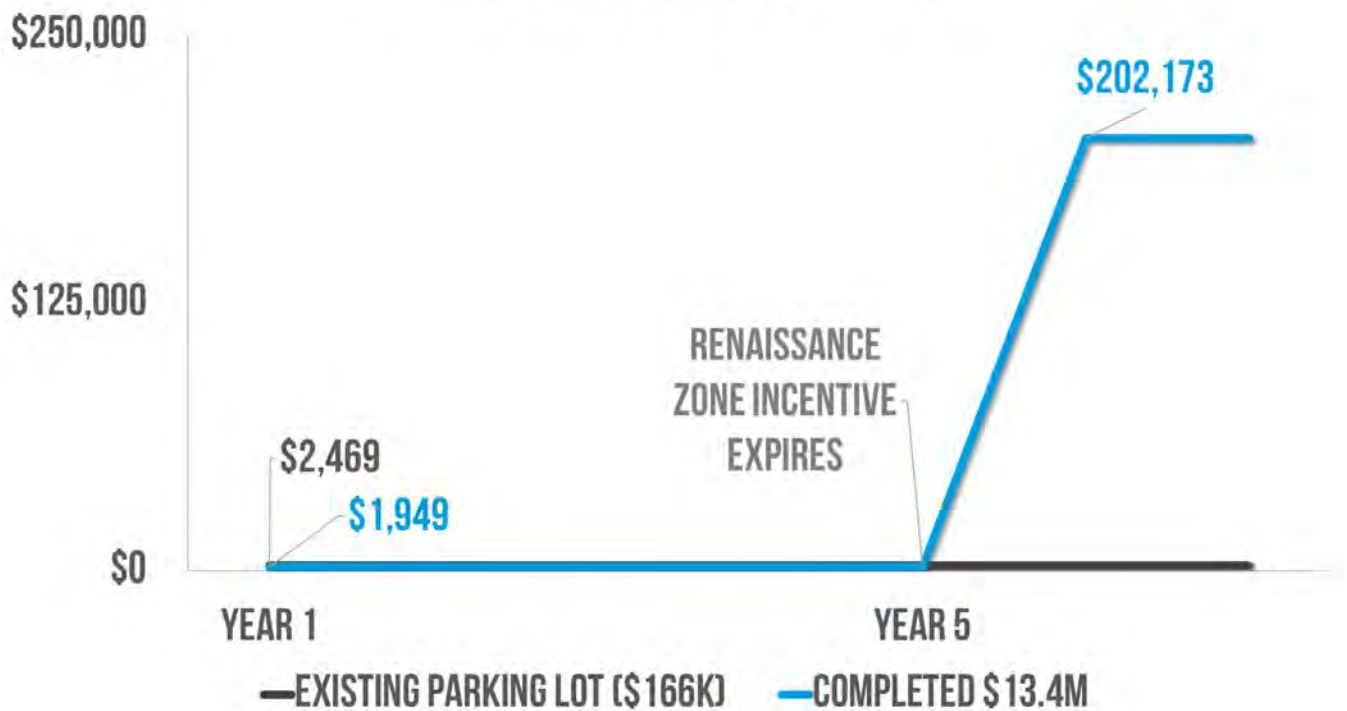 $250,000
$202,173
$125,000
RENAISSANCE
ZONE INCENTIVE
EXPIRES
$2,469
$1,949
$0
YEAR 1
YEAR 5
EXISTING PARKING LOT ($166K)
COMPLETED $13.4M